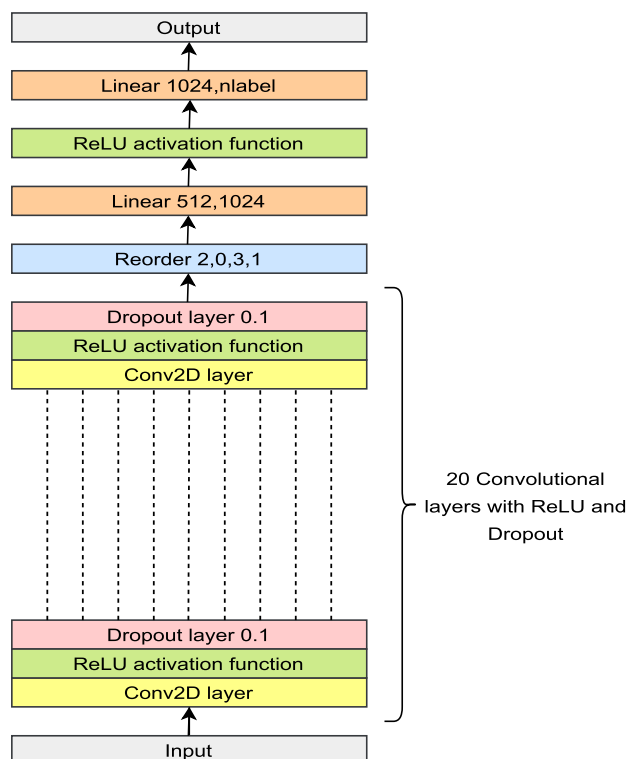 Output
Linear 1024,nlabel
ReLU activation function
Linear 512,1024
Reorder 2,0,3,1
Dropout layer 0.1
ReLU activation function
Conv2D layer
20 Convolutional
layers with ReLU and
Dropout
Dropout layer 0.1
ReLU activation function
Conv2D layer
Input